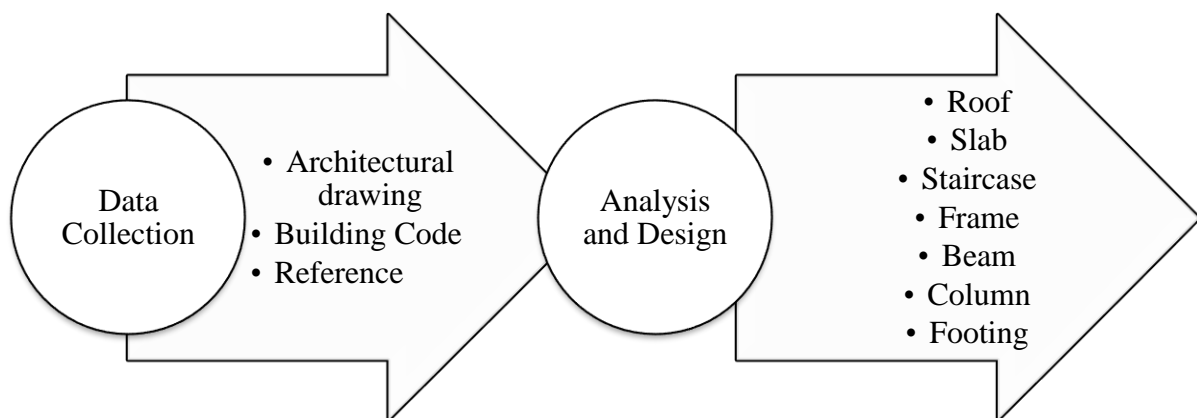 Data
Collection
• Architectural
drawing
• Building Code
• Reference
Analysis
and Design
• Roof
• Slab
• Staircase
• Frame
• Beam
• Column
• Footing